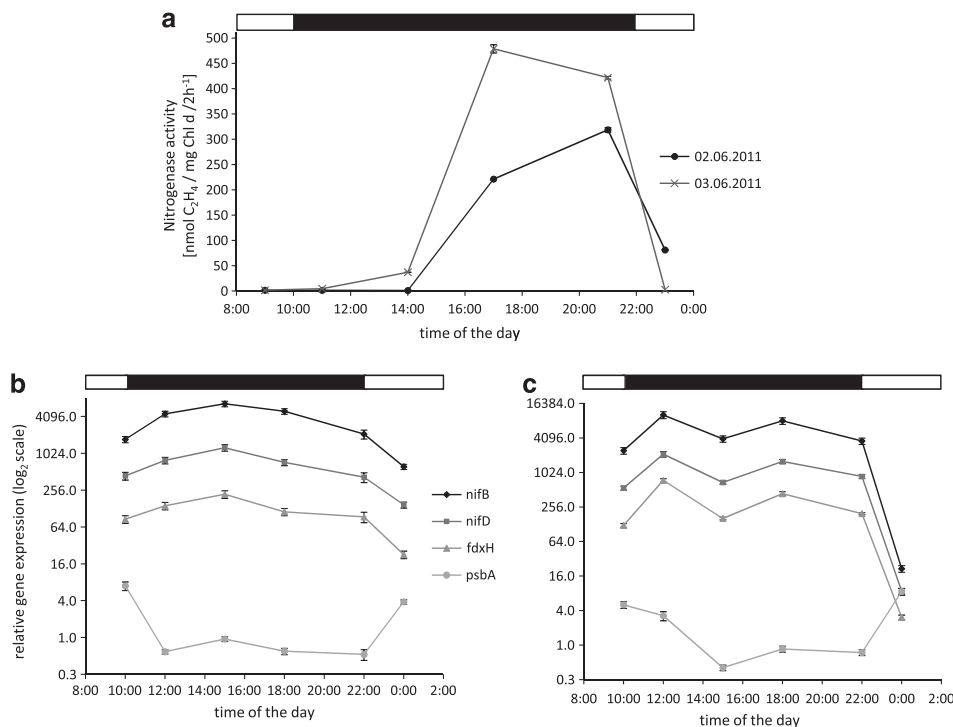 a
500
450
400
350
300
250
200
150
100
50
0
Nitrogenase activity
[nmol C2H4 / mg Chl d /2h-1]
02.06.2011
03.06.2011
8:00 10:00 12:00 14:00 16:00 18:00 20:00 22:00 0:00
time of the day
b
4096.0
1024.0
256.0
64.0
16.0
4.0
1.0
0.3
relative gene expression (log2 scale)
nifB
nifD
fdxH
psbA
8:00 10:00 12:00 14:00 16:00 18:00 20:00 22:00 0:00 2:00
time of the day
c
16384.0
4096.0
1024.0
256.0
64.0
16.0
4.0
1.0
0.3
8:00 10:00 12:00 14:00 16:00 18:00 20:00 22:00 0:00 2:00
time of the day